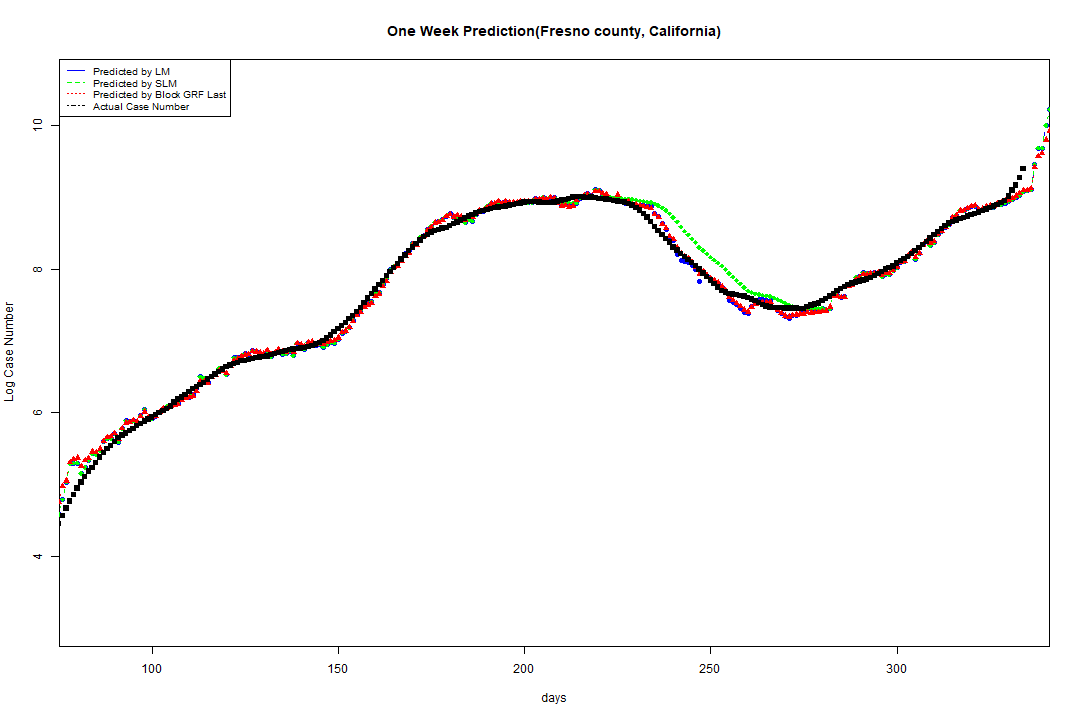 One Week Prediction(Fresno county, California)
Predicted by LM
Predicted by SLM
Predicted by Block GRF Last
Actual Case Number
10
8
6
4
Log Case Number
100 150 200 250 300
days